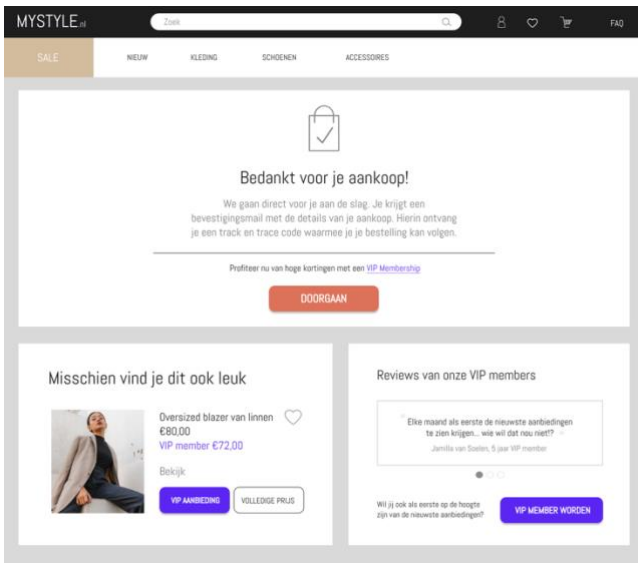 MYSTYLE.nl
Zoek
FAQ
SALE
NIEUW
KLEDING
SCHOENEN
ACCESSOIRES
Bedankt voor je aankoop!
We gaan direct voor je aan de slag. Je krijgt een
bevestigingsmail met de details van je aankoop. Hierin ontvang
je een track en trace code waarmee je je bestelling kan volgen.
Profiteer nu van hoge kortingen met een VIP Membership
DOORGAAN
Misschien vind je dit ook leuk
Oversized blazer van linnen
€80,00
VIP member €72,00
Bekijk
VIP AANBIEDING
VOLLEDIGE PRIJS
Reviews van onze VIP members
" Elke maand als eerste de nieuwste aanbiedingen
te zien krijgen... wie wil dat nou niet!? "
Jamilla van Soelen, 5 jaar VIP member
Wil jij ook als eerste op de hoogte
zijn van de nieuwste aanbiedingen?
VIP MEMBER WORDEN